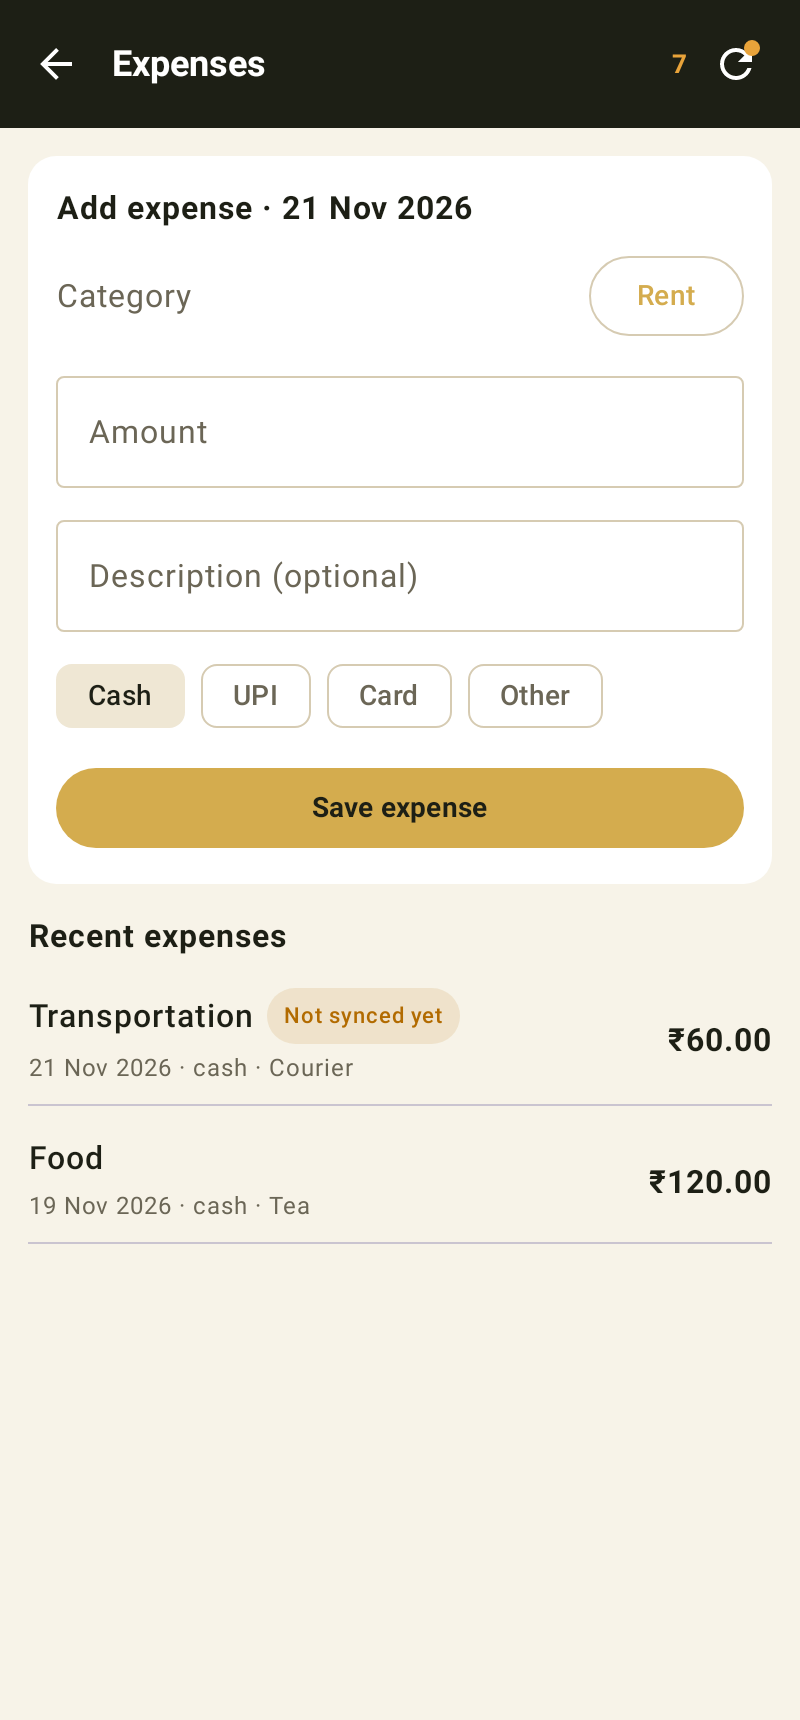 Expenses
7
Add expense · 21 Nov 2026
Category
Rent
Amount
Description (optional)
Cash
UPI
Card
Other
Save expense
Recent expenses
Transportation
Not synced yet
₹60.00
21 Nov 2026 · cash · Courier
Food
₹120.00
19 Nov 2026 · cash · Tea